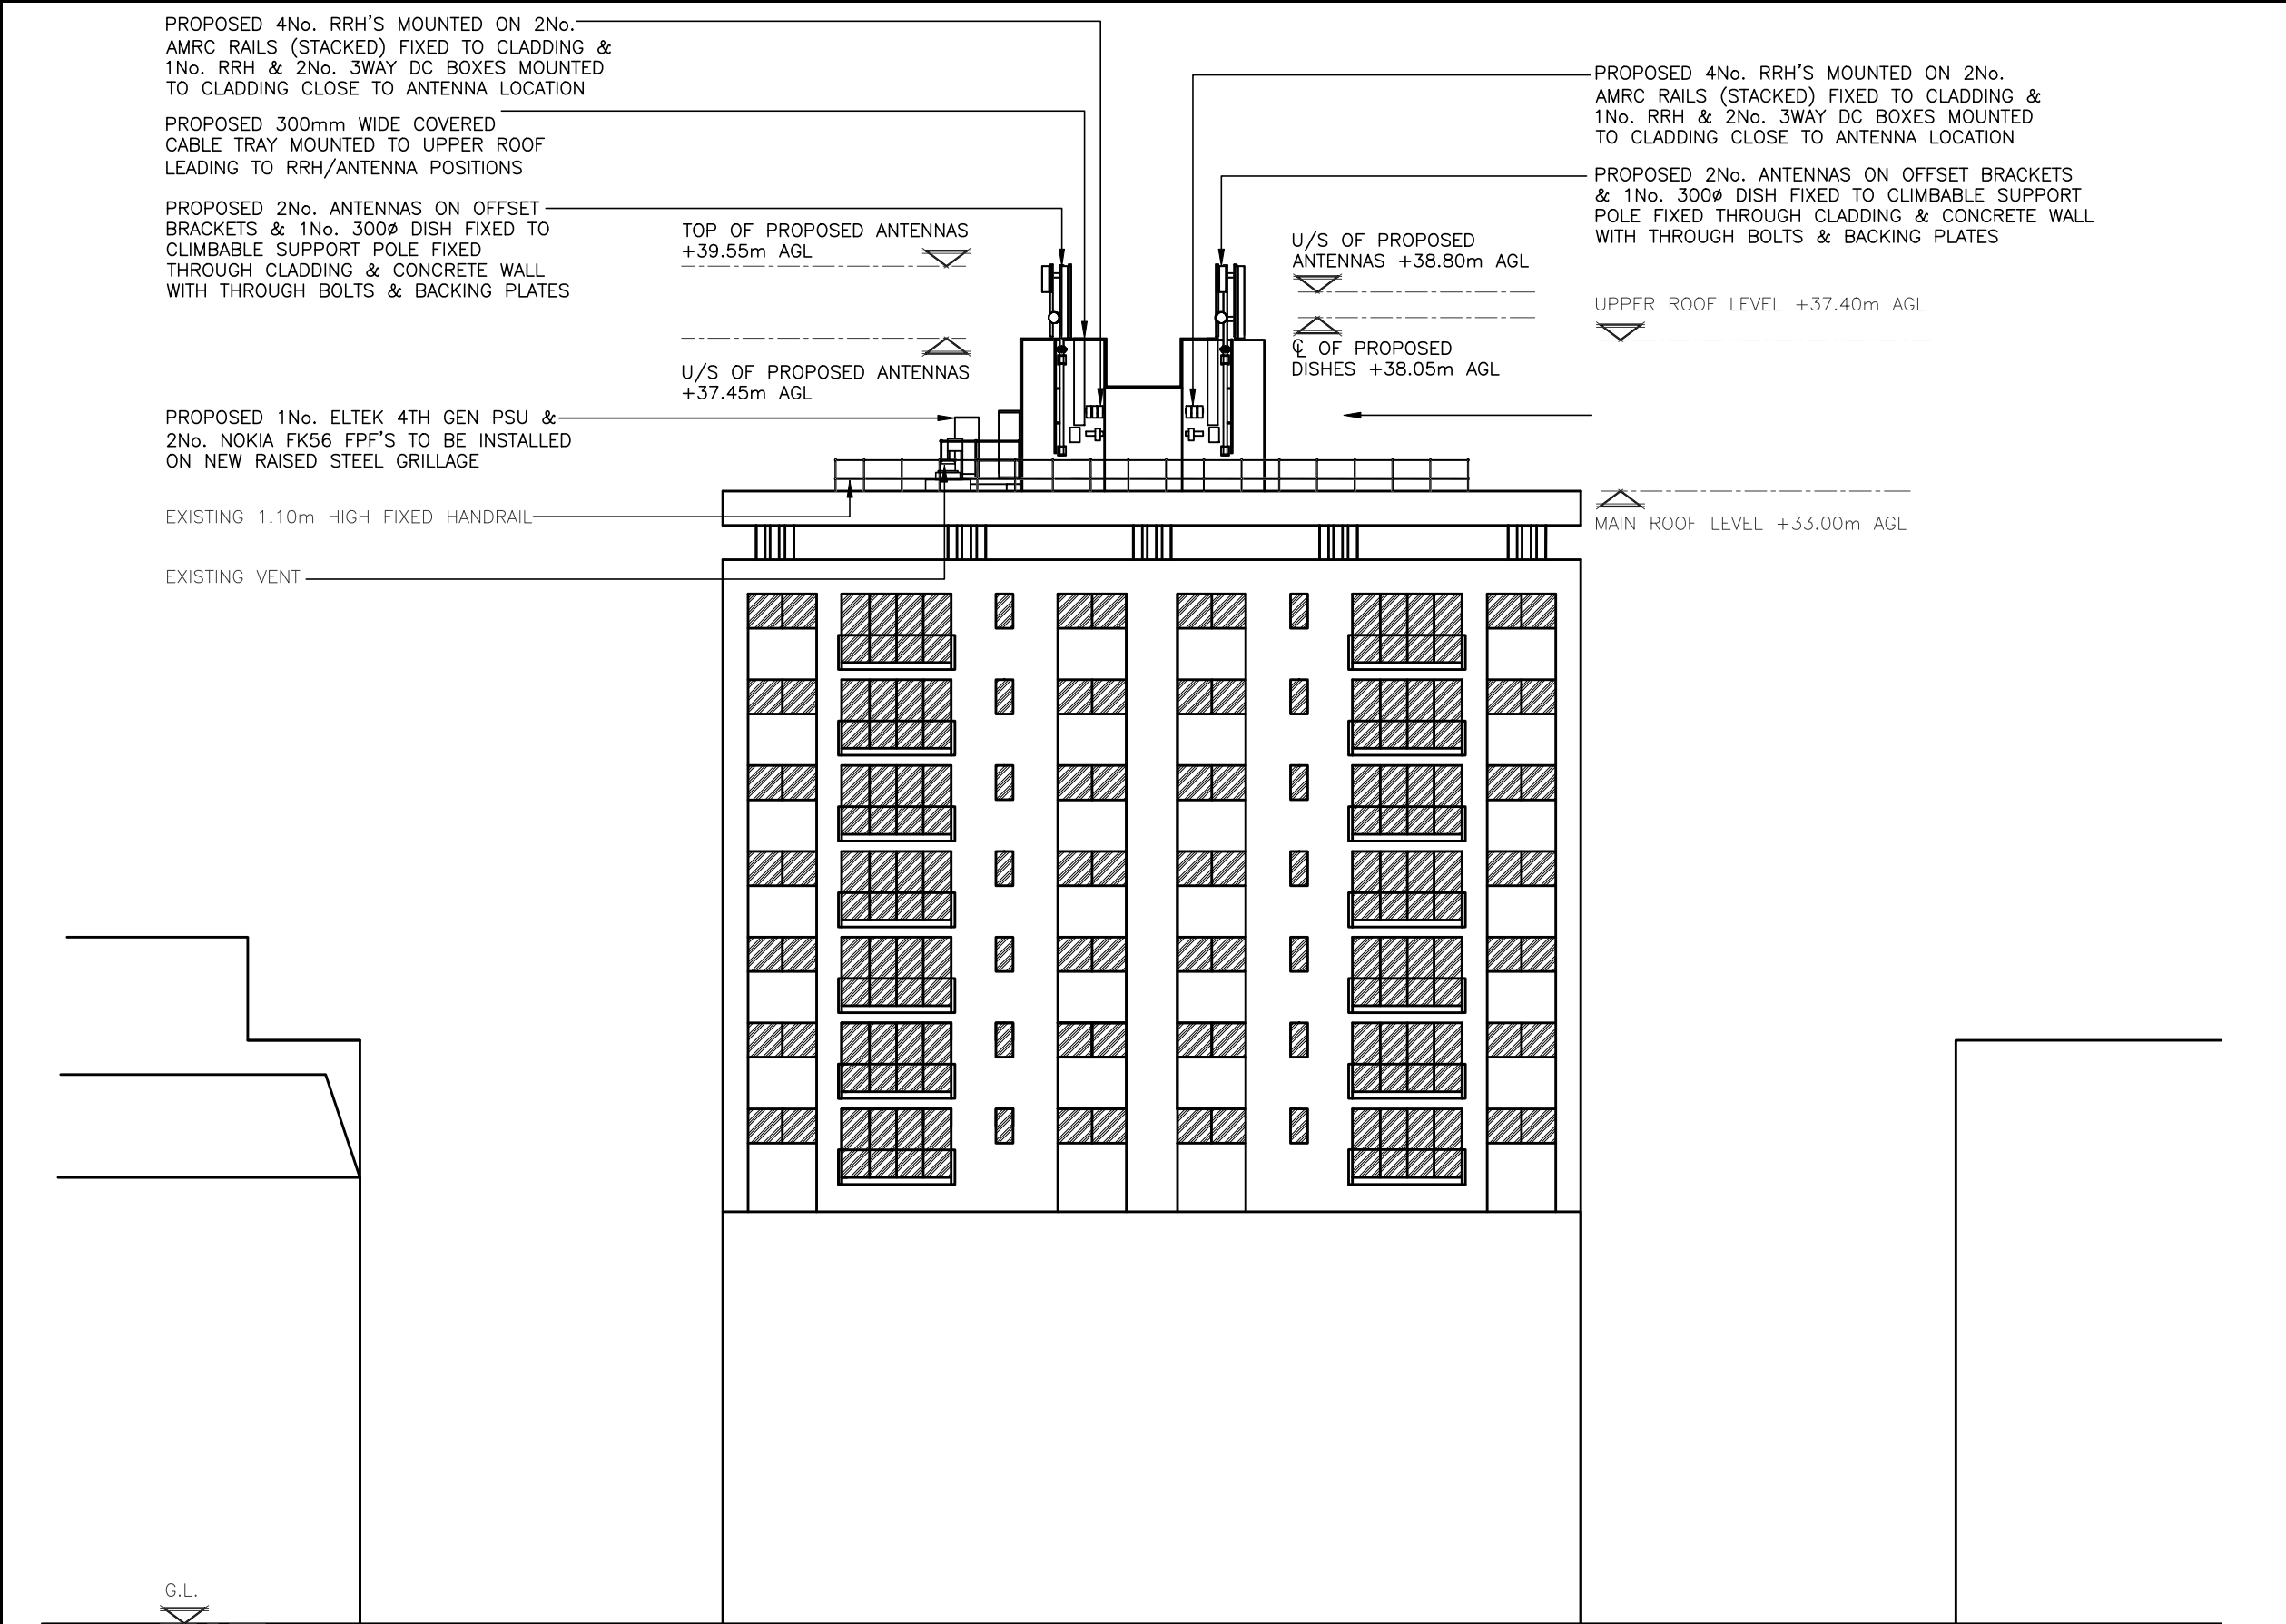 PROPOSED 4No. RRH'S MOUNTED ON 2No.
AMRC RAILS (STACKED) FIXED TO CLADDING &
1No. RRH & 2No. 3WAY DC BOXES MOUNTED
TO CLADDING CLOSE TO ANTENNA LOCATION
PROPOSED 300mm WIDE COVERED
CABLE TRAY MOUNTED TO UPPER ROOF
LEADING TO RRH/ANTENNA POSITIONS
PROPOSED 2No. ANTENNAS ON OFFSET
BRACKETS & 1No. 300ø DISH FIXED TO
CLIMBABLE SUPPORT POLE FIXED
THROUGH CLADDING & CONCRETE WALL
WITH THROUGH BOLTS & BACKING PLATES
PROPOSED 1No. ELTEK 4TH GEN PSU &
2No. NOKIA FK56 FPF'S TO BE INSTALLED
ON NEW RAISED STEEL GRILLAGE
EXISTING 1.10m HIGH FIXED HANDRAIL
EXISTING VENT
TOP OF PROPOSED ANTENNAS
+39.55m AGL
U/S OF PROPOSED ANTENNAS
+37.45m AGL
U/S OF PROPOSED
ANTENNAS +38.80m AGL
℄ OF PROPOSED
DISHES +38.05m AGL
PROPOSED 4No. RRH'S MOUNTED ON 2No.
AMRC RAILS (STACKED) FIXED TO CLADDING &
1No. RRH & 2No. 3WAY DC BOXES MOUNTED
TO CLADDING CLOSE TO ANTENNA LOCATION
PROPOSED 2No. ANTENNAS ON OFFSET BRACKETS
& 1No. 300ø DISH FIXED TO CLIMBABLE SUPPORT
POLE FIXED THROUGH CLADDING & CONCRETE WALL
WITH THROUGH BOLTS & BACKING PLATES
UPPER ROOF LEVEL +37.40m AGL
MAIN ROOF LEVEL +33.00m AGL
G.L.